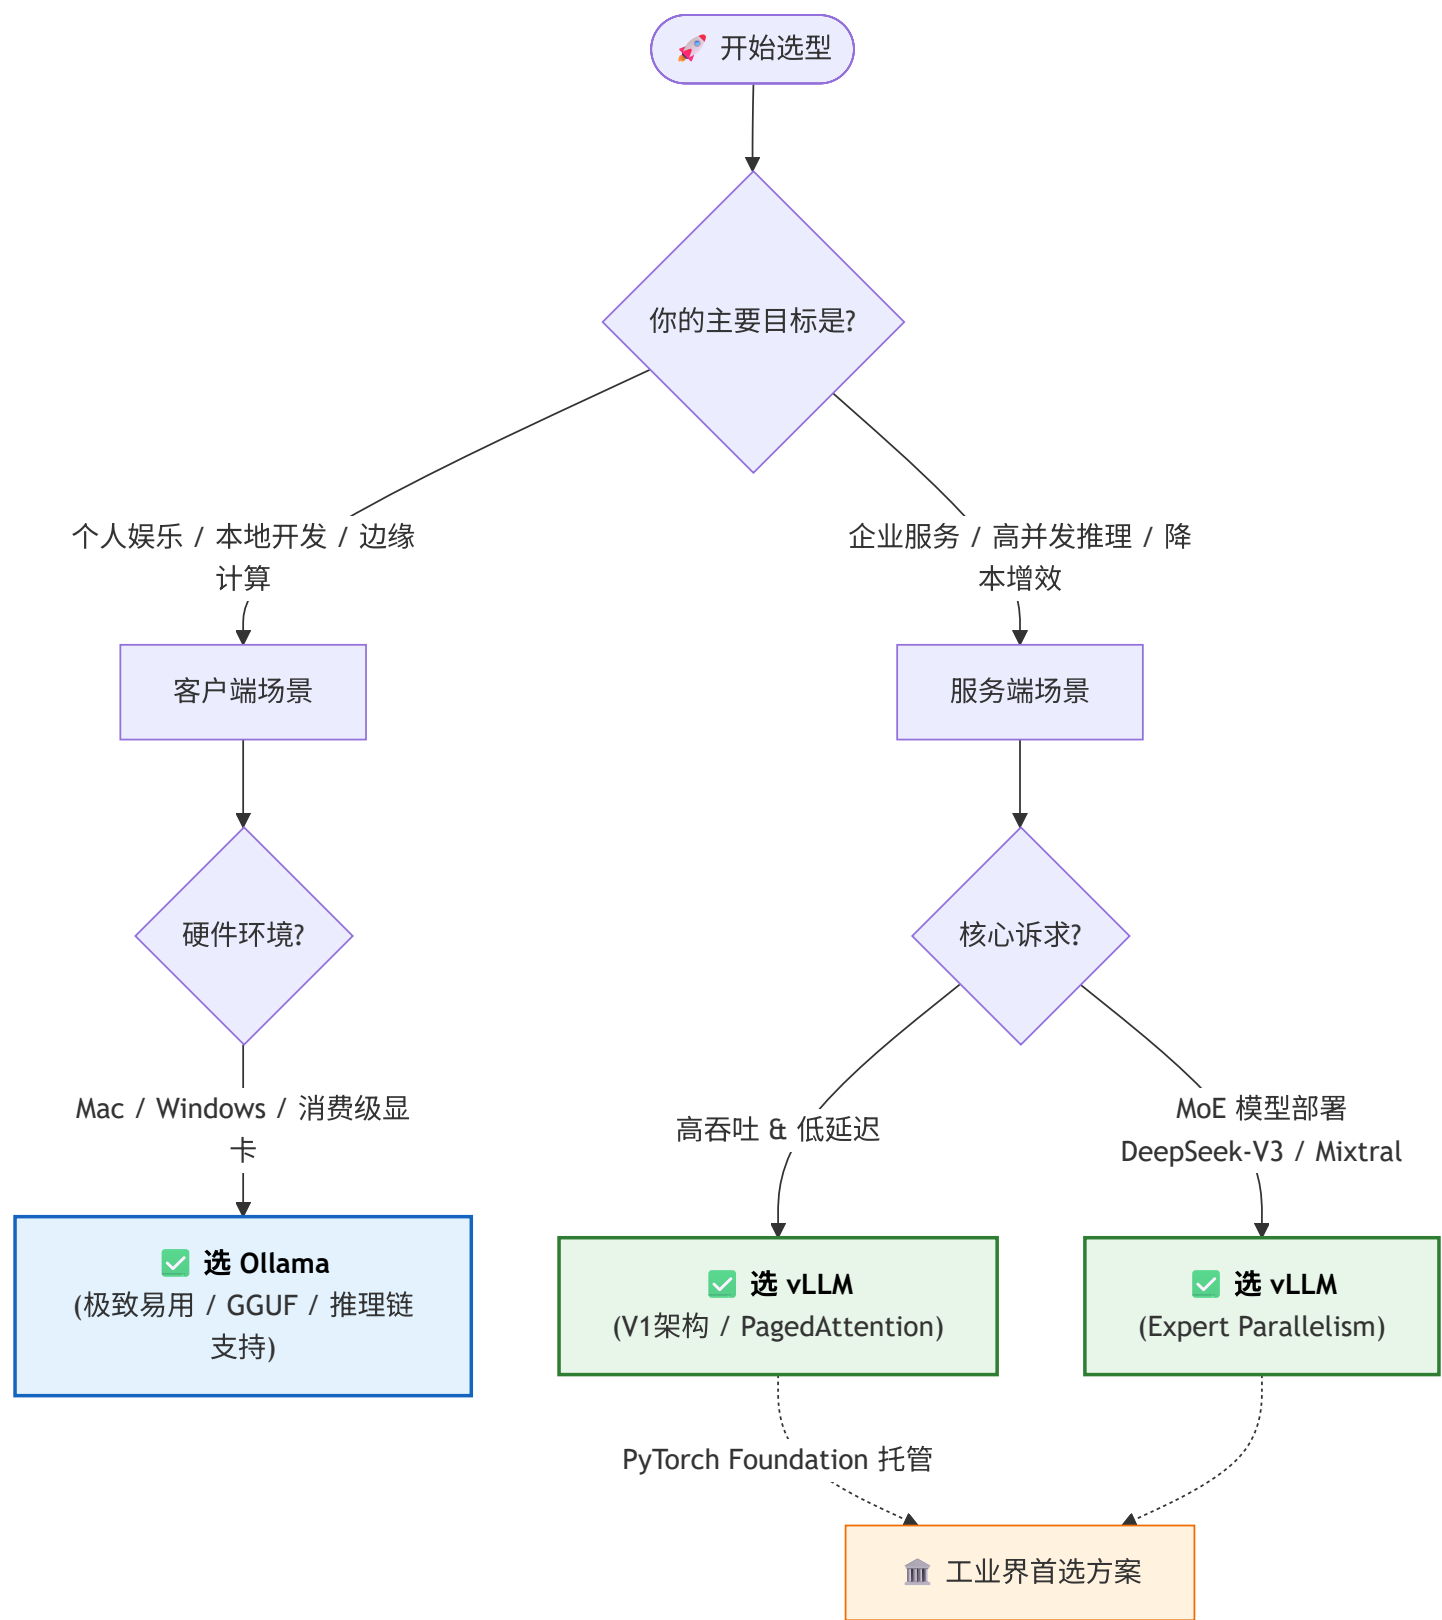 🚀 开始选型
你的主要目标是?
个人娱乐 / 本地开发 / 边缘
计算
企业服务 / 高并发推理 / 降
本增效
客户端场景
服务端场景
硬件环境?
核心诉求?
Mac / Windows / 消费级显
卡
高吞吐 & 低延迟
MoE 模型部署
DeepSeek-V3 / Mixtral
✅ 选 Ollama
(极致易用 / GGUF / 推理链
支持)
✅ 选 vLLM
(V1架构 / PagedAttention)
✅ 选 vLLM
(Expert Parallelism)
PyTorch Foundation 托管
🏛️ 工业界首选方案